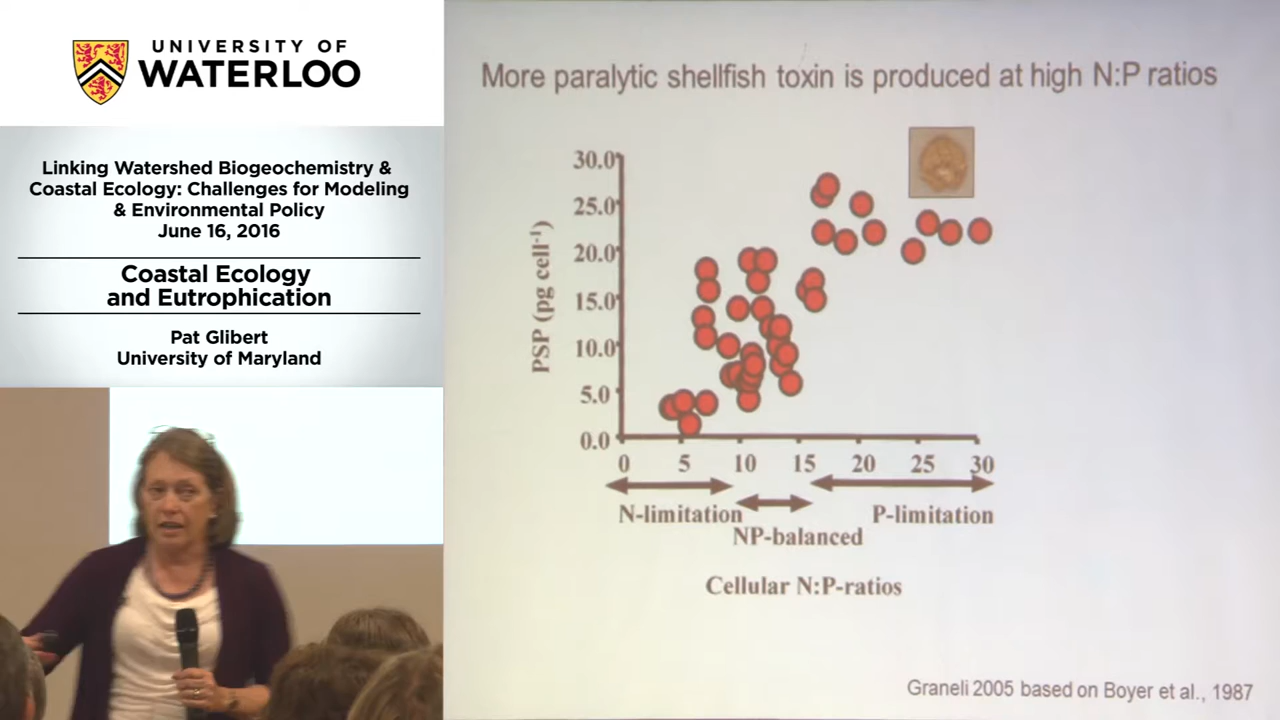 UNIVERSITY OF
WATERLOO
Linking Watershed Biogeochemistry &
Coastal Ecology: Challenges for Modeling
& Environmental Policy
June 16, 2016
Coastal Ecology
and Eutrophication
Pat Glibert
University of Maryland
More paralytic shellfish toxin is produced at high N:P ratios
PSP (pg cell-1)
30.0
25.0
20.0
15.0
10.0
5.0
0.0
0 5 10 15 20 25 30
N-limitation P-limitation
NP-balanced
Cellular N:P-ratios
Graneli 2005 based on Boyer et al., 1987